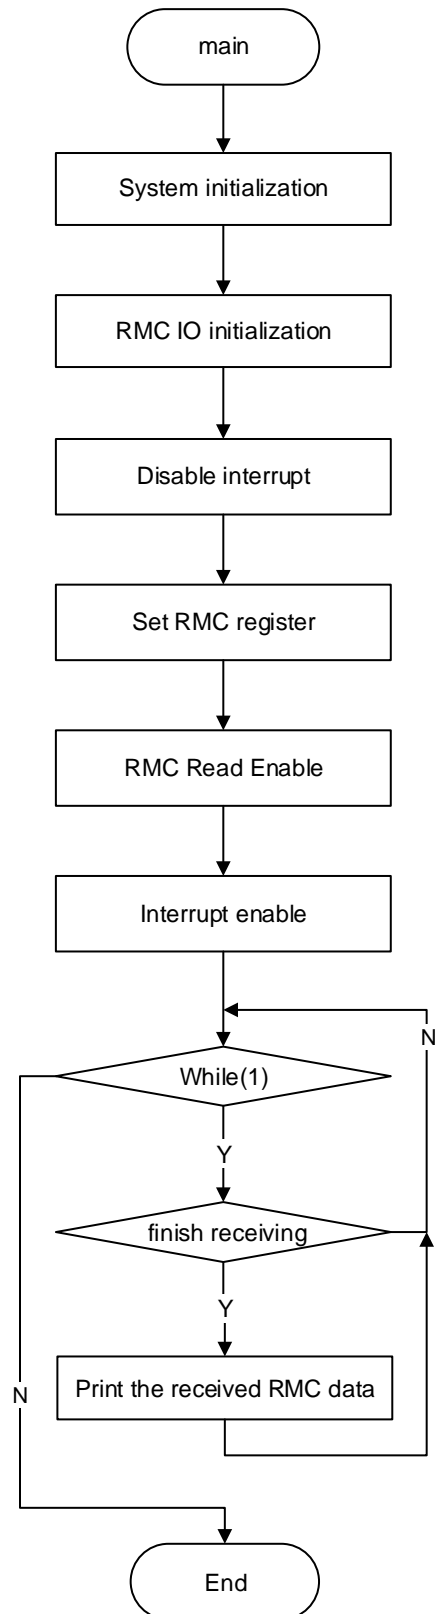 main
System initialization
RMC IO initialization
Disable interrupt
Set RMC register
RMC Read Enable
Interrupt enable
N
While(1)
Y
finish receiving
Y
Print the received RMC data
N
End